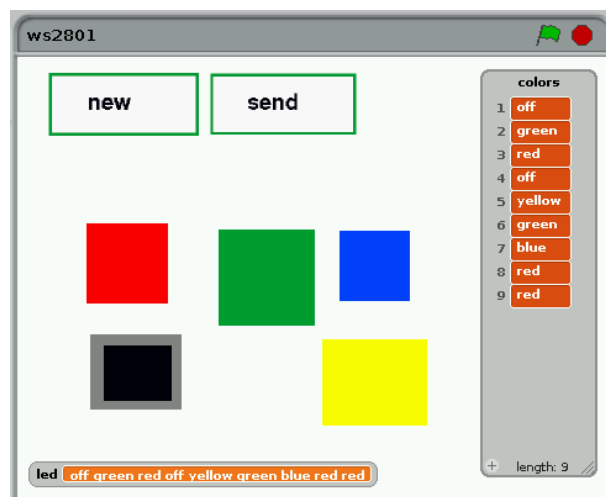 ws2801
new
send
colors
1 off
2 green
3 red
4 off
5 yellow
6 green
7 blue
8 red
9 red
+ length: 9
led off green red off yellow green blue red red